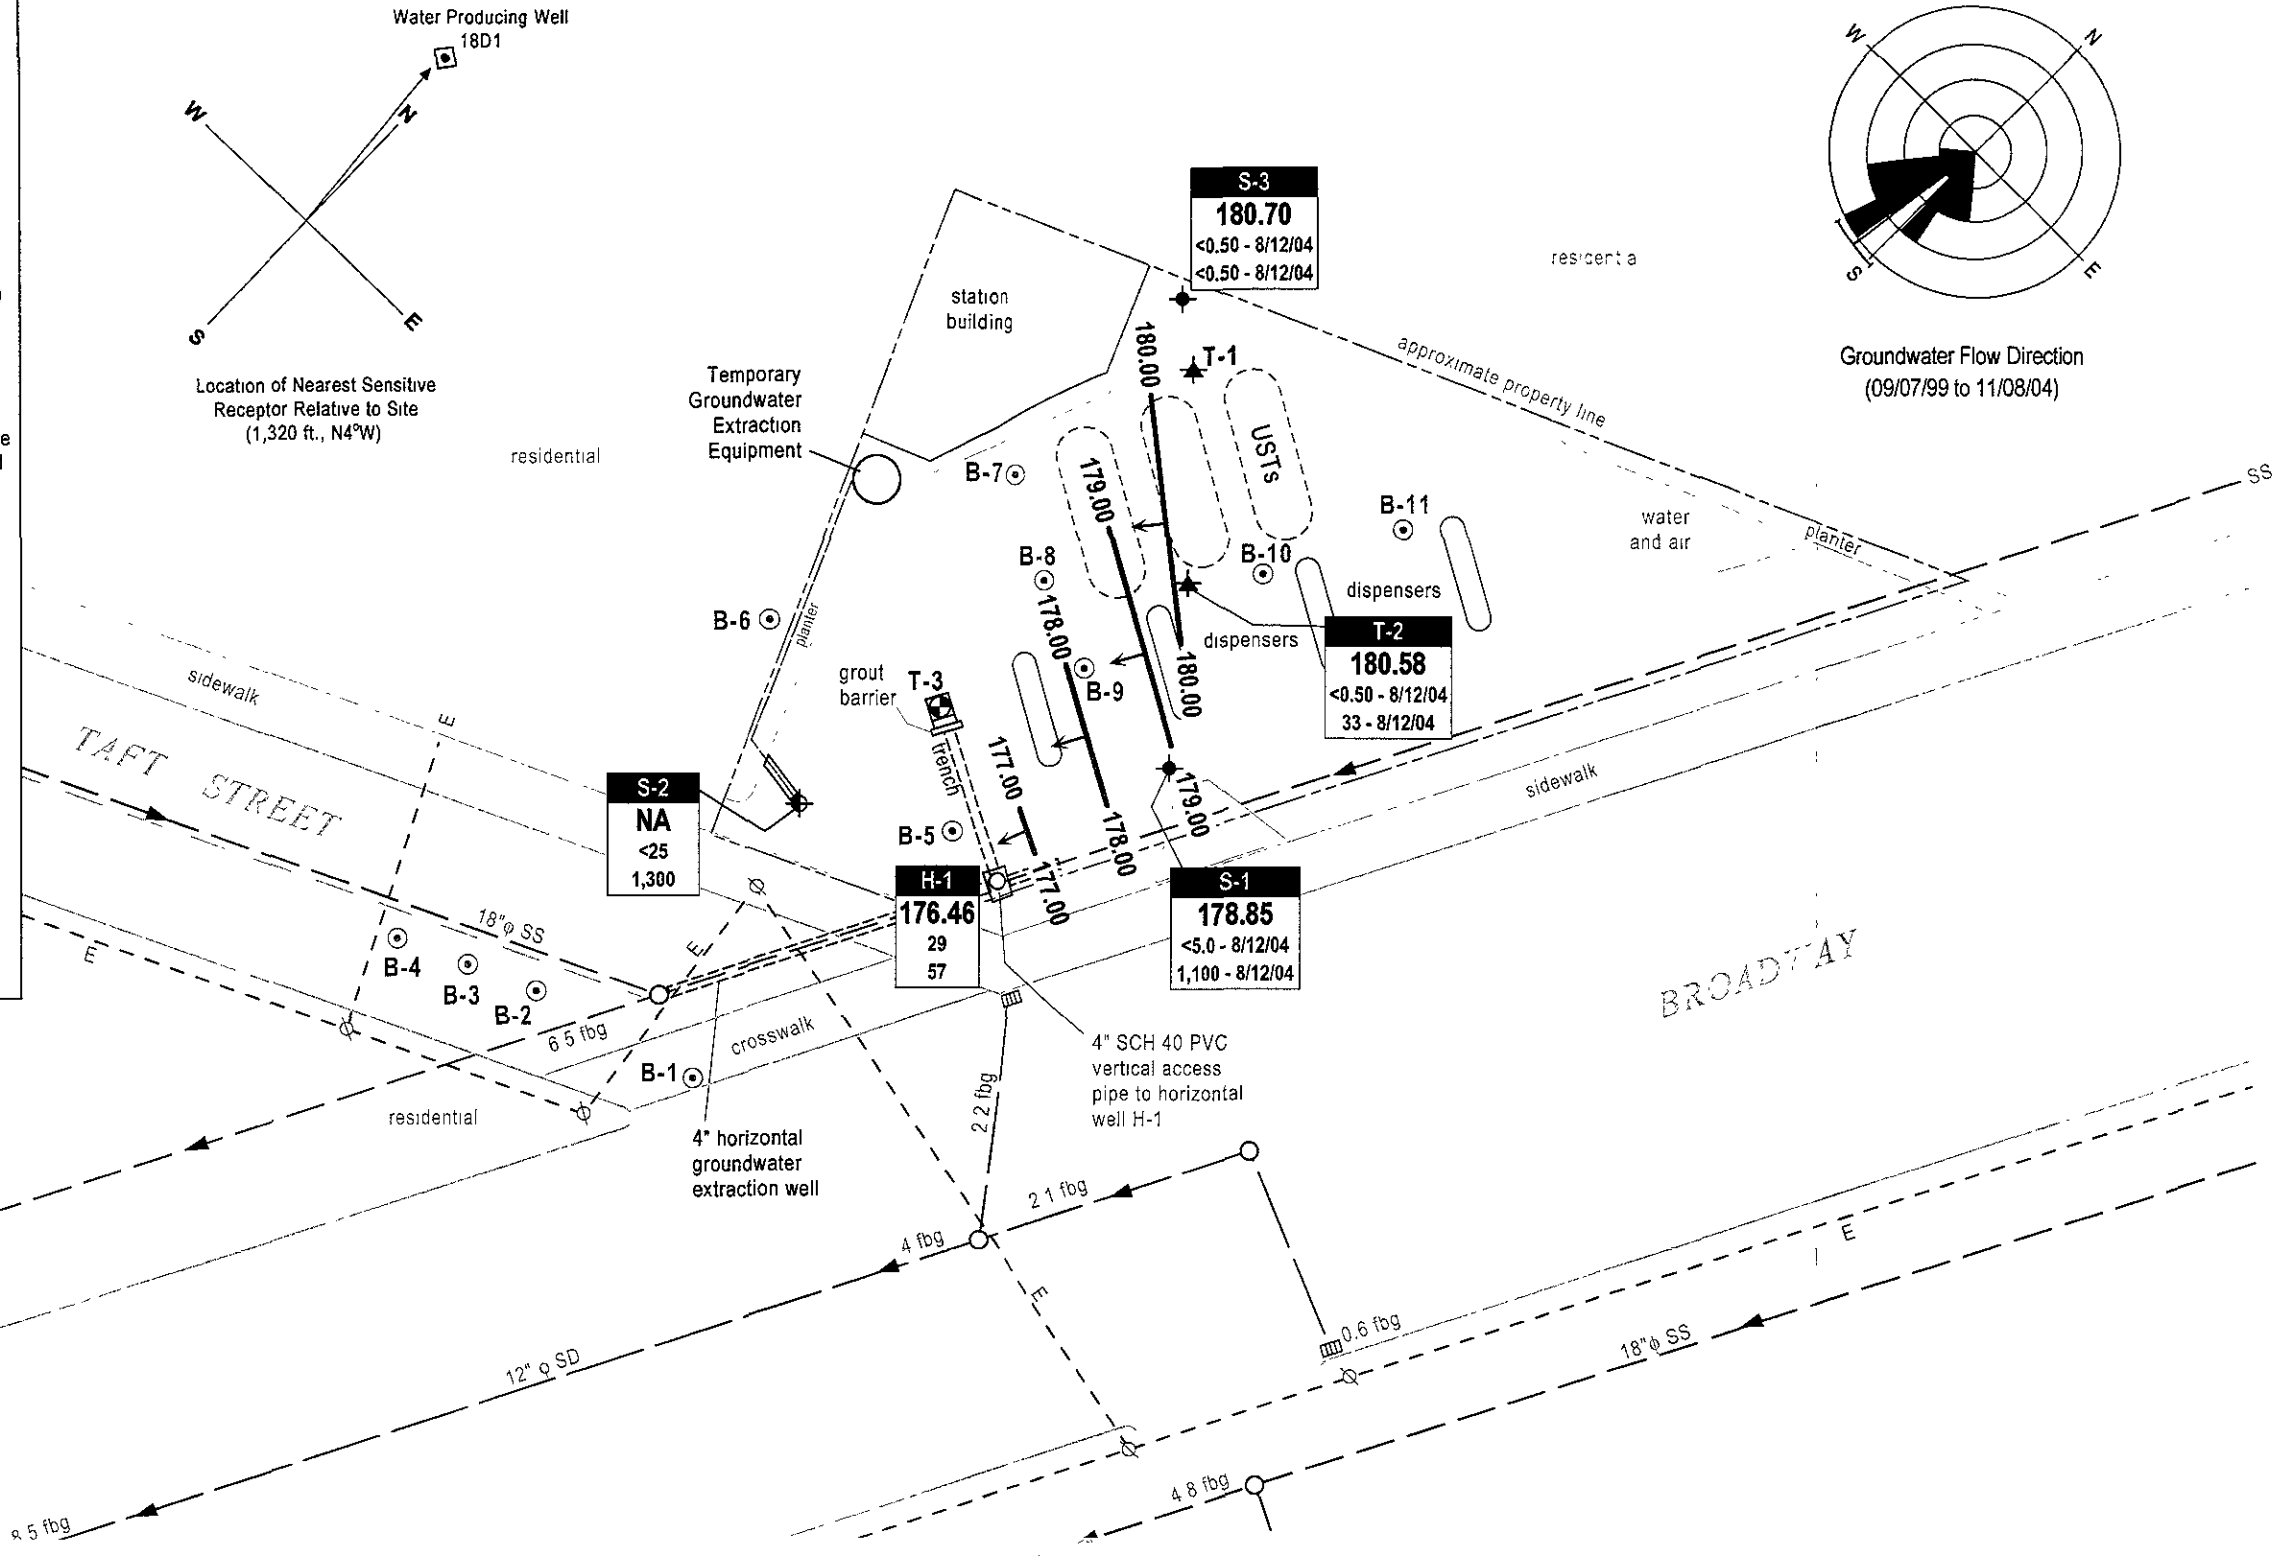 Water Producing Well
18D1
W
N
S
E
Location of Nearest Sensitive
Receptor Relative to Site
(1,320 ft., N4°W)
W
N
S
E
Groundwater Flow Direction
(09/07/99 to 11/08/04)
S-3
180.70
<0.50 - 8/12/04
<0.50 - 8/12/04
station
building
Temporary
Groundwater
Extraction
Equipment
residential
180.00
T-1
approximate property line
USTs
179.00
B-7
B-11
water
and air
planter
SS
B-8
B-10
dispensers
178.00
B-6
planter
dispensers
T-2
180.58
<0.50 - 8/12/04
33 - 8/12/04
grout
barrier
T-3
B-9
180.00
sidewalk
E
TAFT STREET
trench
177.00
sidewalk
S-2
NA
<25
1,300
B-5
178.00
179.00
H-1
176.46
29
57
177.00
S-1
178.85
<5.0 - 8/12/04
1,100 - 8/12/04
18"φ SS
E
E
B-4
B-3
B-2
6 5 fbg
crosswalk
BROADWAY
B-1
residential
4" SCH 40 PVC
vertical access
pipe to horizontal
well H-1
2 2 fbg
4" horizontal
groundwater
extraction well
2 1 fbg
4 fbg
E
E
0.6 fbg
18"φ SS
12" φ SD
4 8 fbg
8 5 fbg